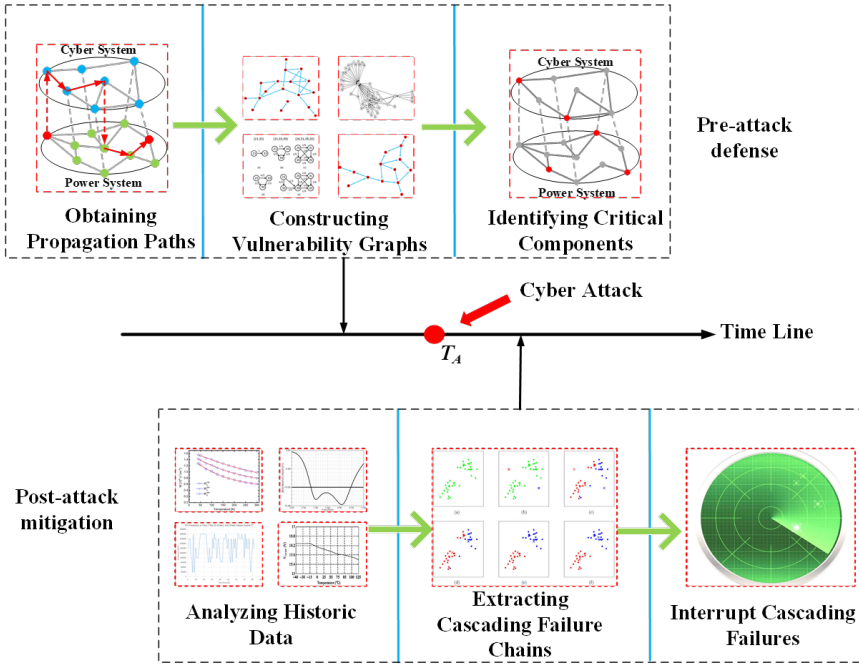 Cyber System
Power System
Obtaining
Propagation Paths
Constructing
Vulnerability Graphs
Cyber System
Power System
Identifying Critical
Components
Pre-attack
defense
Cyber Attack
Time Line
T_A
Post-attack
mitigation
Analyzing Historic
Data
(a)
(b)
(c)
(d)
(e)
(f)
Extracting
Cascading Failure
Chains
Interrupt Cascading
Failures